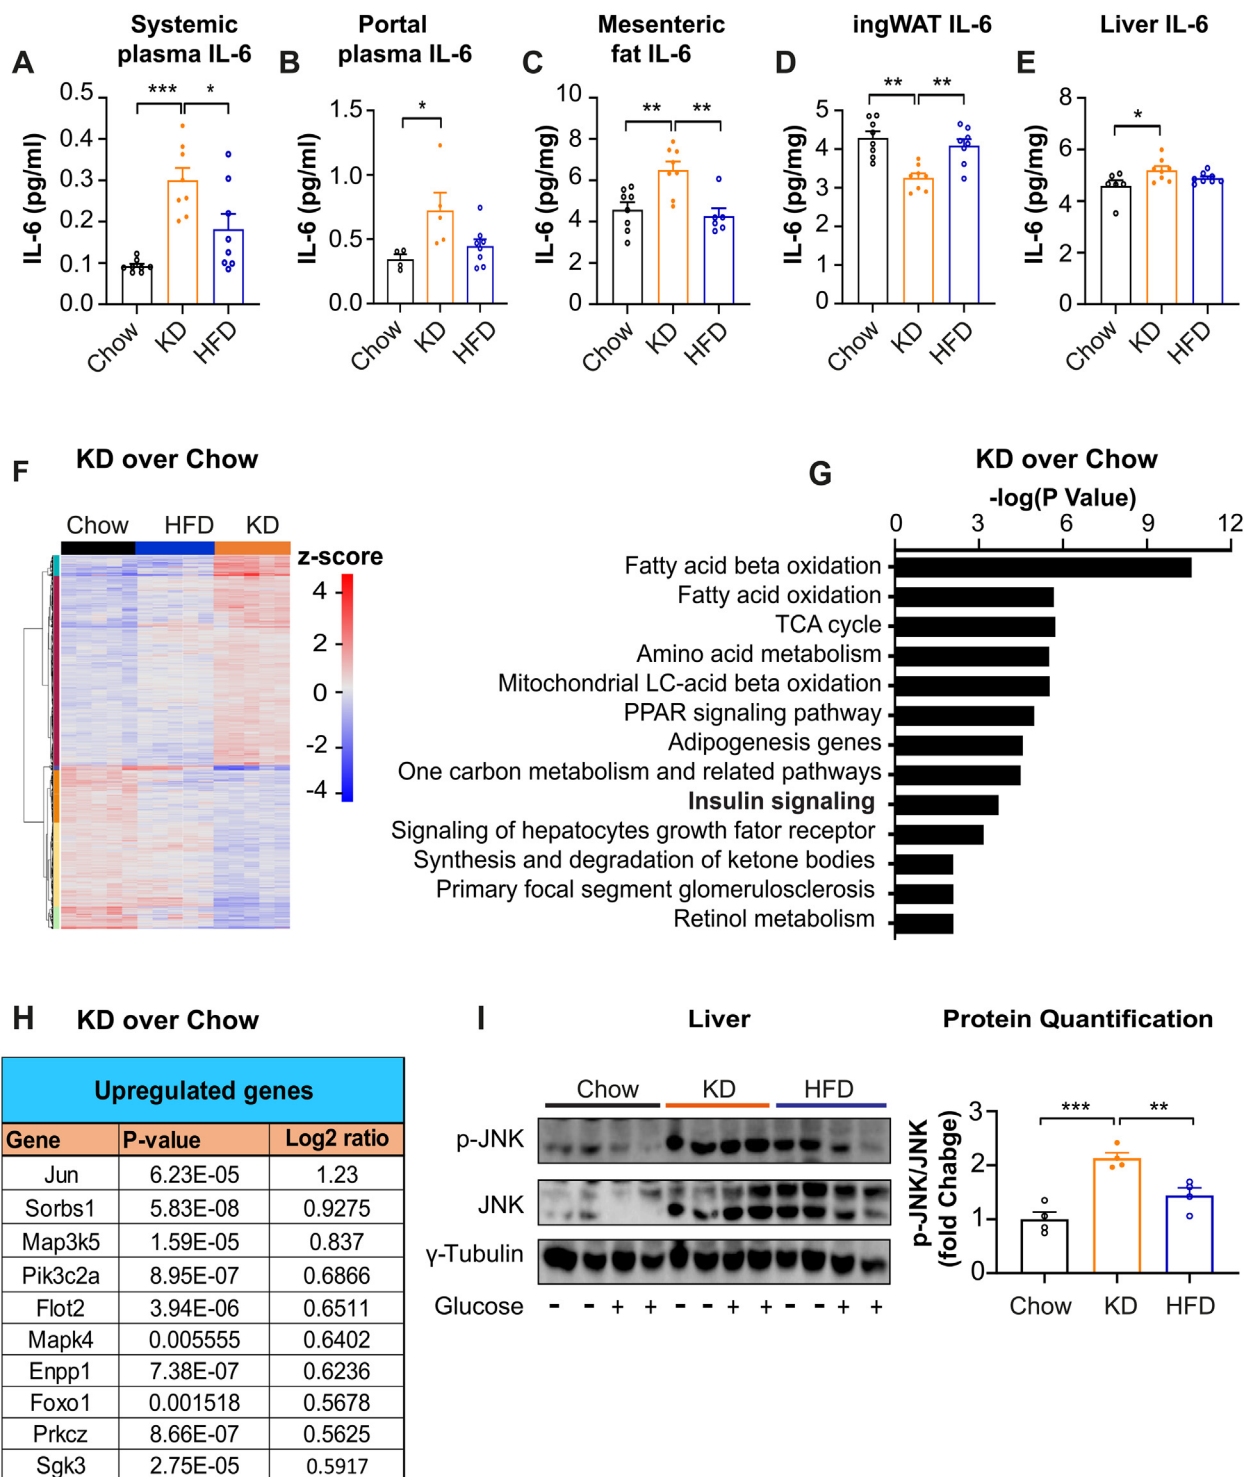 Systemic
plasma IL-6
Portal
plasma IL-6
Mesenteric
fat IL-6
ingWAT IL-6
Liver IL-6
A
B
C
D
E
IL-6 (pg/ml)
0.5
0.4
0.3
0.2
0.1
0.0
***
*
Chow
KD
HFD
IL-6 (pg/ml)
1.5
1.0
0.5
0.0
*
Chow
KD
HFD
IL-6 (pg/mg)
10
8
6
4
2
0
**
**
Chow
KD
HFD
IL-6 (pg/mg)
5
4
3
2
1
0
**
**
Chow
KD
HFD
IL-6 (pg/mg)
8
6
4
2
0
*
Chow
KD
HFD
F
KD over Chow
Chow HFD KD
z-score
4
2
0
-2
-4
G
KD over Chow
-log(P Value)
0 3 6 9 12
Fatty acid beta oxidation
Fatty acid oxidation
TCA cycle
Amino acid metabolism
Mitochondrial LC-acid beta oxidation
PPAR signaling pathway
Adipogenesis genes
One carbon metabolism and related pathways
Insulin signaling
Signaling of hepatocytes growth fator receptor
Synthesis and degradation of ketone bodies
Primary focal segment glomerulosclerosis
Retinol metabolism
H
KD over Chow
Upregulated genes
Gene P-value Log2 ratio
Jun 6.23E-05 1.23
Sorbs1 5.83E-08 0.9275
Map3k5 1.59E-05 0.837
Pik3c2a 8.95E-07 0.6866
Flot2 3.94E-06 0.6511
Mapk4 0.005555 0.6402
Enpp1 7.38E-07 0.6236
Foxo1 0.001518 0.5678
Prkcz 8.66E-07 0.5625
Sgk3 2.75E-05 0.5917
I
Liver
Chow KD HFD
p-JNK
JNK
γ-Tubulin
Glucose - - + + - - + + - - + +
Protein Quantification
p-JNK/JNK
(fold Chabge)
3
2
1
0
***
**
Chow KD HFD